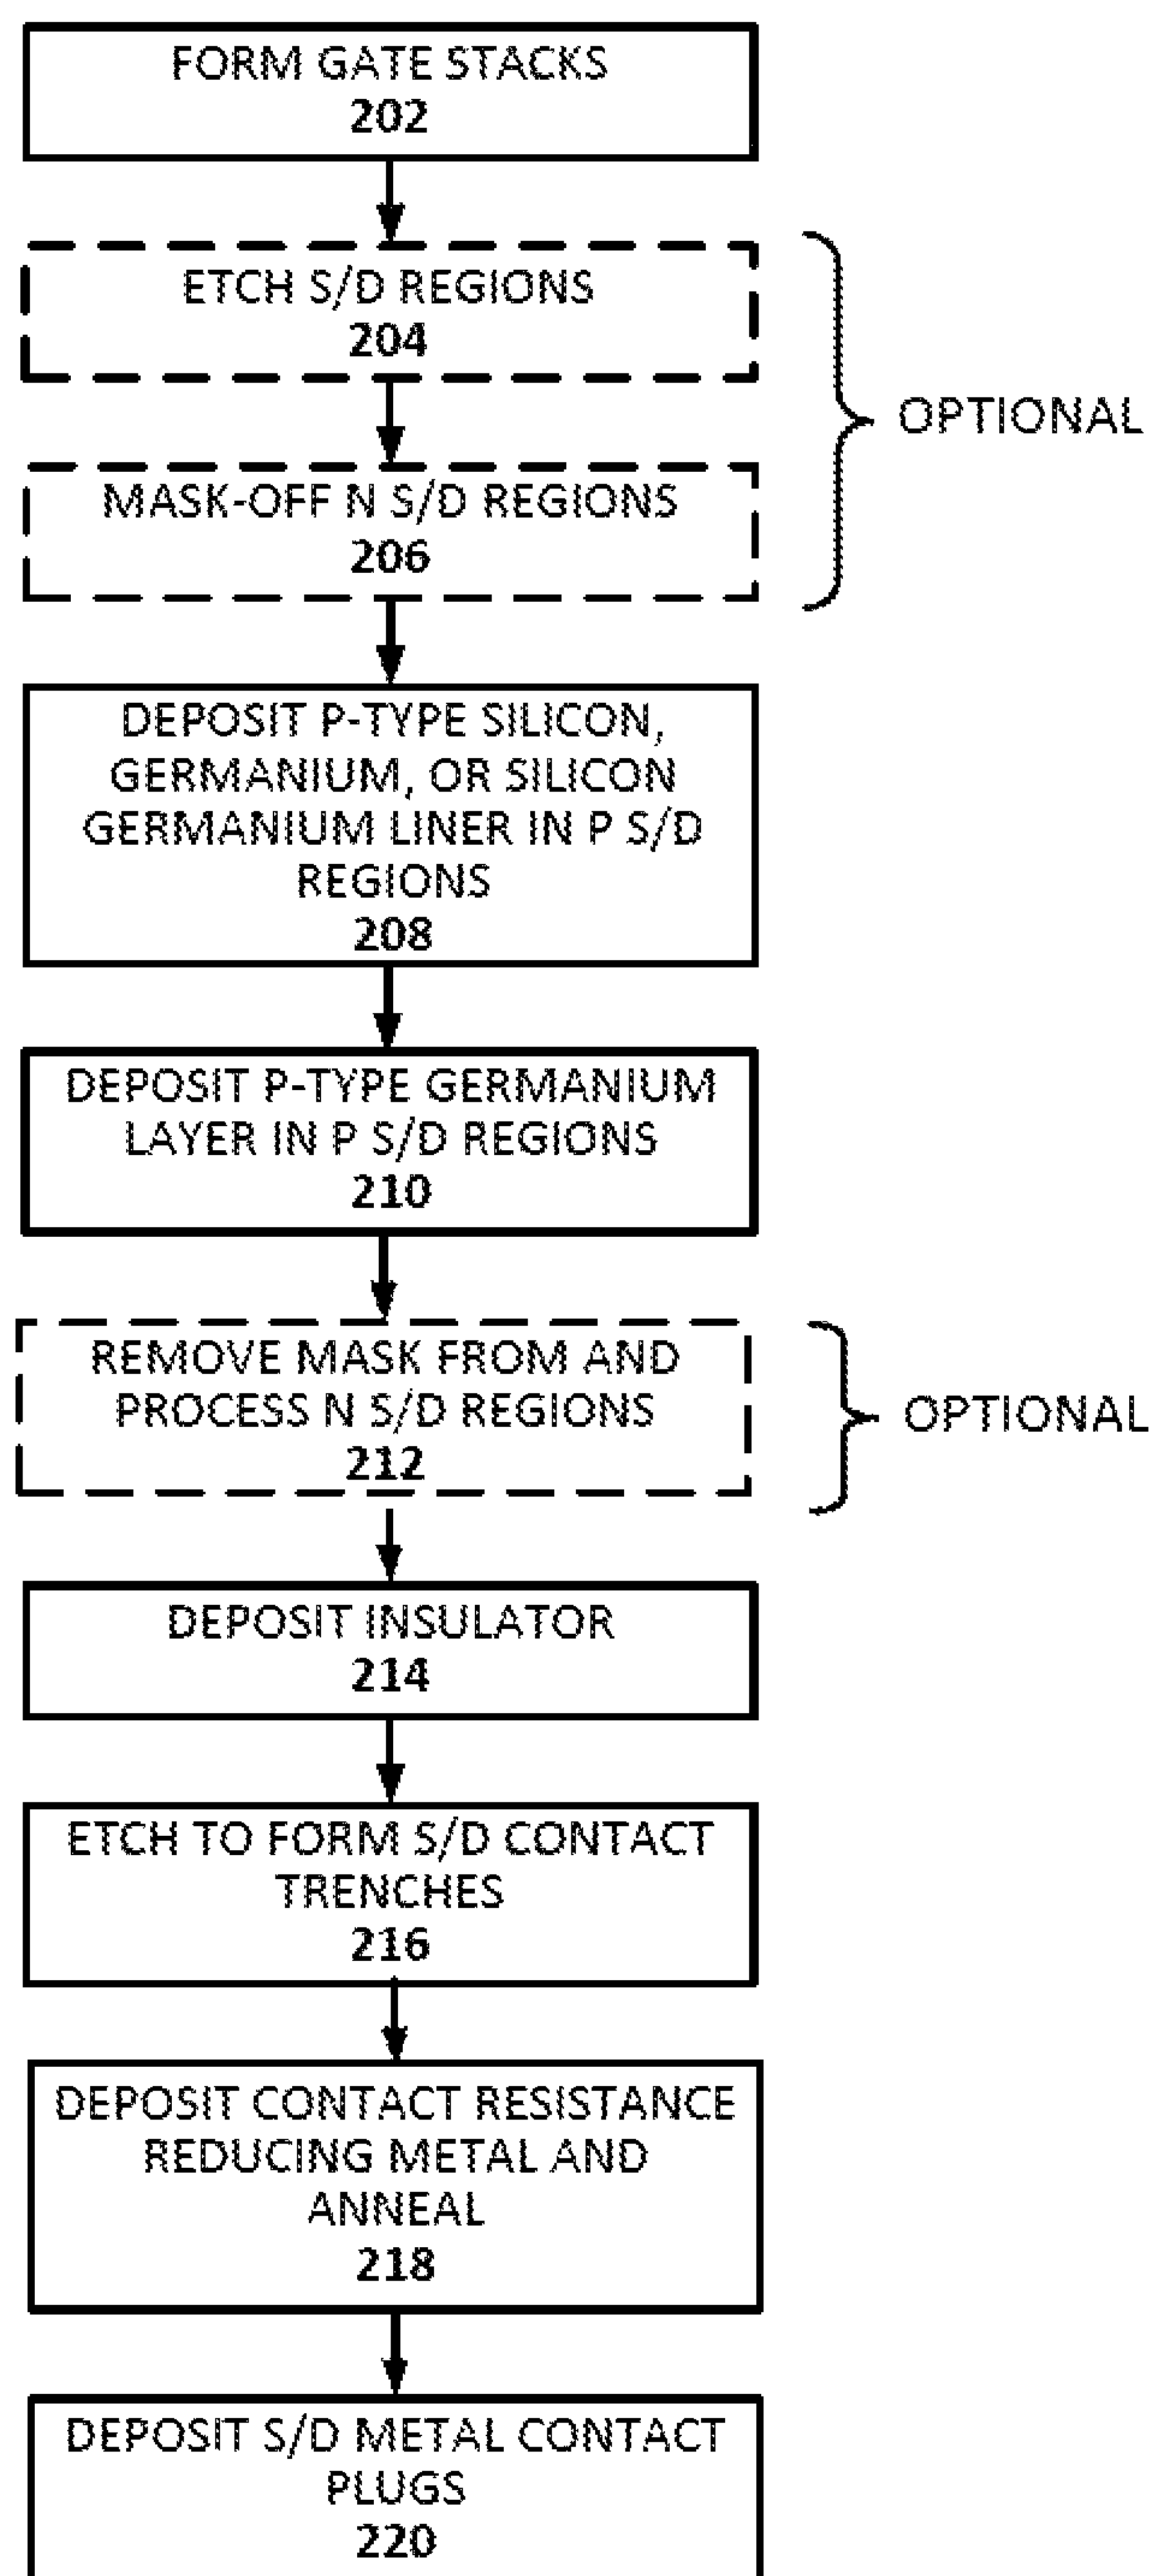 FORM GATE STACKS
202
ETCH S/D REGIONS
204
OPTIONAL
MASK-OFF N S/D REGIONS
206
DEPOSIT P-TYPE SILICON,
GERMANIUM, OR SILICON
GERMANIUM LINER IN P S/D
REGIONS
208
DEPOSIT P-TYPE GERMANIUM
LAYER IN P S/D REGIONS
210
REMOVE MASK FROM AND
PROCESS N S/D REGIONS
212
OPTIONAL
DEPOSIT INSULATOR
214
ETCH TO FORM S/D CONTACT
TRENCHES
216
DEPOSIT CONTACT RESISTANCE
REDUCING METAL AND
ANNEAL
218
DEPOSIT S/D METAL CONTACT
PLUGS
220